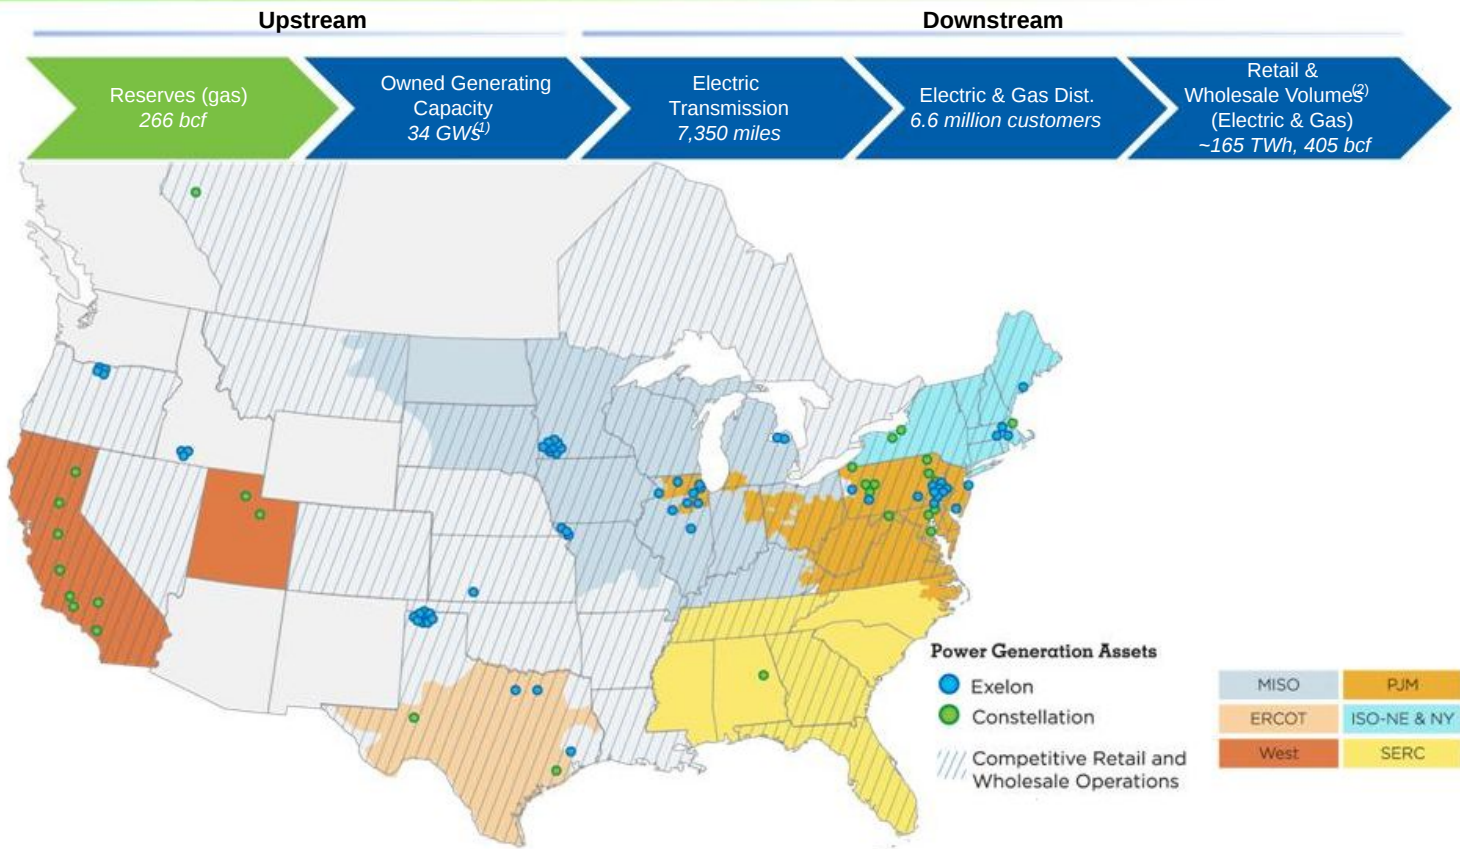 Upstream
Downstream
Reserves (gas)
266 bcf
Owned Generating
Capacity
34 GWs(1)
Electric
Transmission
7,350 miles
Electric & Gas Dist.
6.6 million customers
Retail &
Wholesale Volumes(2)
(Electric & Gas)
~165 TWh, 405 bcf
Power Generation Assets
Exelon
Constellation
Competitive Retail and
Wholesale Operations
MISO
PJM
ERCOT
ISO-NE & NY
West
SERC